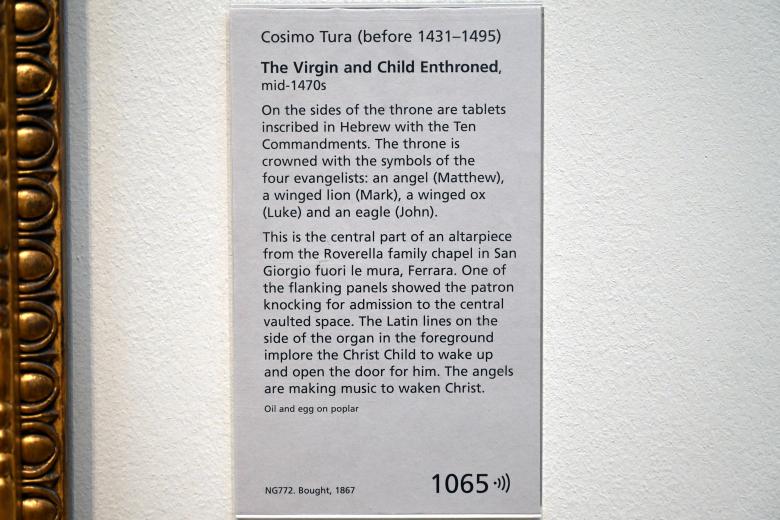 Cosimo Tura (before 1431–1495)
The Virgin and Child Enthroned,
mid-1470s
On the sides of the throne are tablets
inscribed in Hebrew with the Ten
Commandments. The throne is
crowned with the symbols of the
four evangelists: an angel (Matthew),
a winged lion (Mark), a winged ox
(Luke) and an eagle (John).
This is the central part of an altarpiece
from the Roverella family chapel in San
Giorgio fuori le mura, Ferrara. One of
the flanking panels showed the patron
knocking for admission to the central
vaulted space. The Latin lines on the
side of the organ in the foreground
implore the Christ Child to wake up
and open the door for him. The angels
are making music to waken Christ.
Oil and egg on poplar
NG772. Bought, 1867
1065